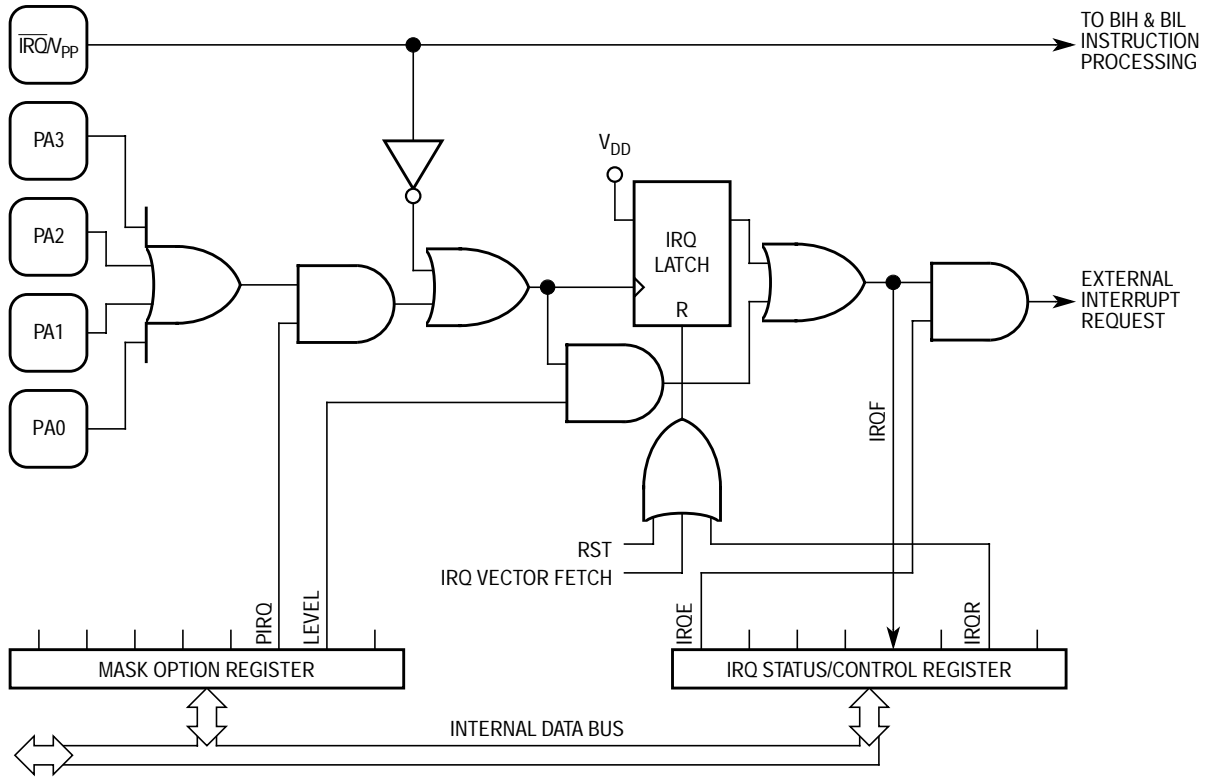 IRQ/VPP
TO BIH & BIL
INSTRUCTION
PROCESSING
PA3
VDD
PA2
IRQ
LATCH
R
EXTERNAL
INTERRUPT
REQUEST
PA1
PA0
IRQF
RST
IRQ VECTOR FETCH
PIRQ
LEVEL
IRQE
IRQR
MASK OPTION REGISTER
IRQ STATUS/CONTROL REGISTER
INTERNAL DATA BUS